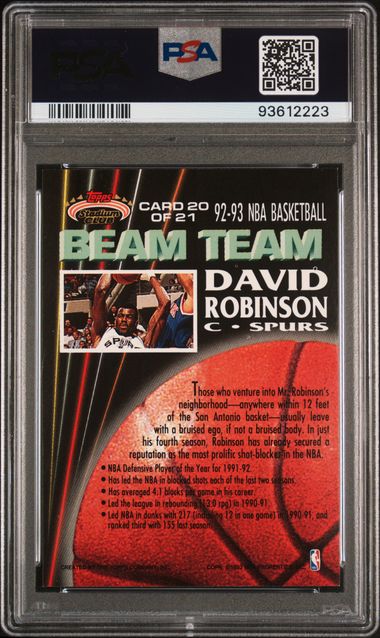 PSA
PSA
93612223
Topps
Stadium
CLUB
CARD 20
OF 21
92-93 NBA BASKETBALL
BEAM TEAM
DAVID
ROBINSON
C • SPURS
Those who venture into Mr. Robinson's
neighborhood—anywhere within 12 feet
of the San Antonio basket—usually leave
with a bruised ego, if not a bruised body. In
just his fourth season, Robinson has already secured a
reputation as the most prolific shot-blocker in the NBA.
• NBA Defensive Player of the Year for 1991-92.
• Has led the NBA in blocked shots each of the last two seasons.
• Has averaged 4.1 blocks per game in his career.
• Led the league in rebounding (13.0 rpg) in 1990-91.
• Led NBA in dunks with 217 (including 12 in one game) in 1990-91, and
ranked third with 155 last season.
NBA
PSA